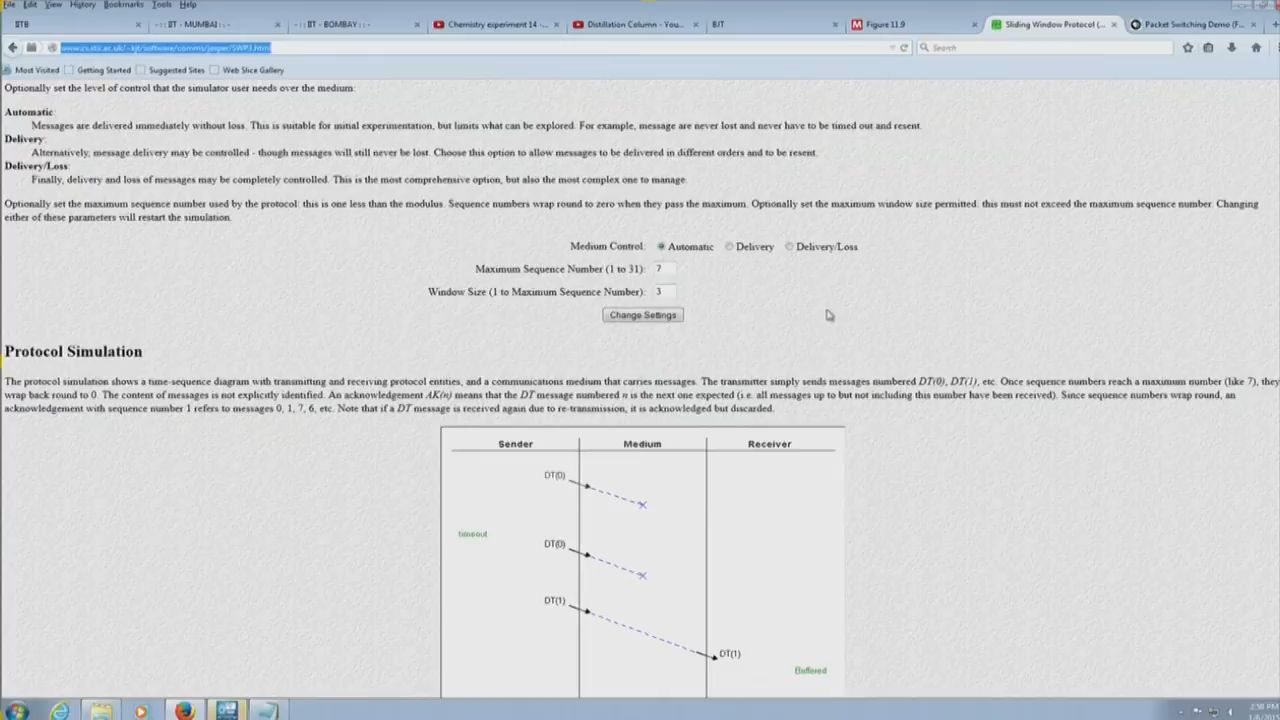 File Edit View History Bookmarks Tools Help
IITB
-:::IIT - MUMBAI:::-
-:::IIT - BOMBAY:::-
Chemistry experiment 14 -...
Distillation Column - You...
BJT
Figure 11.9
Sliding Window Protocol (...
Packet Switching Demo (F...
www.cs.stir.ac.uk/~kjt/software/comms/jasper/SWP3.html
Search
Most Visited Getting Started Suggested Sites Web Slice Gallery
Optionally set the level of control that the simulator user needs over the medium:
Automatic:
Messages are delivered immediately without loss. This is suitable for initial experimentation, but limits what can be explored. For example, message are never lost and never have to be timed out and resent.
Delivery:
Alternatively, message delivery may be controlled - though messages will still never be lost. Choose this option to allow messages to be delivered in different orders and to be resent.
Delivery/Loss:
Finally, delivery and loss of messages may be completely controlled. This is the most comprehensive option, but also the most complex one to manage.
Optionally set the maximum sequence number used by the protocol: this is one less than the modulus. Sequence numbers wrap round to zero when they pass the maximum. Optionally set the maximum window size permitted: this must not exceed the maximum sequence number. Changing
either of these parameters will restart the simulation.
Medium Control: Automatic Delivery Delivery/Loss
Maximum Sequence Number (1 to 31): 7
Window Size (1 to Maximum Sequence Number): 3
Change Settings
Protocol Simulation
The protocol simulation shows a time-sequence diagram with transmitting and receiving protocol entities, and a communications medium that carries messages. The transmitter simply sends messages numbered DT(0), DT(1), etc. Once sequence numbers reach a maximum number (like 7), they
wrap back round to 0. The content of messages is not explicitly identified. An acknowledgement AK(n) means that the DT message numbered n is the next one expected (i.e. all messages up to but not including this number have been received). Since sequence numbers wrap round, an
acknowledgement with sequence number 1 refers to messages 0, 1, 7, 6, etc. Note that if a DT message is received again due to re-transmission, it is acknowledged but discarded.
Sender Medium Receiver
DT(0)
timeout
DT(0)
DT(1)
DT(1)
Buffered
2:58 PM